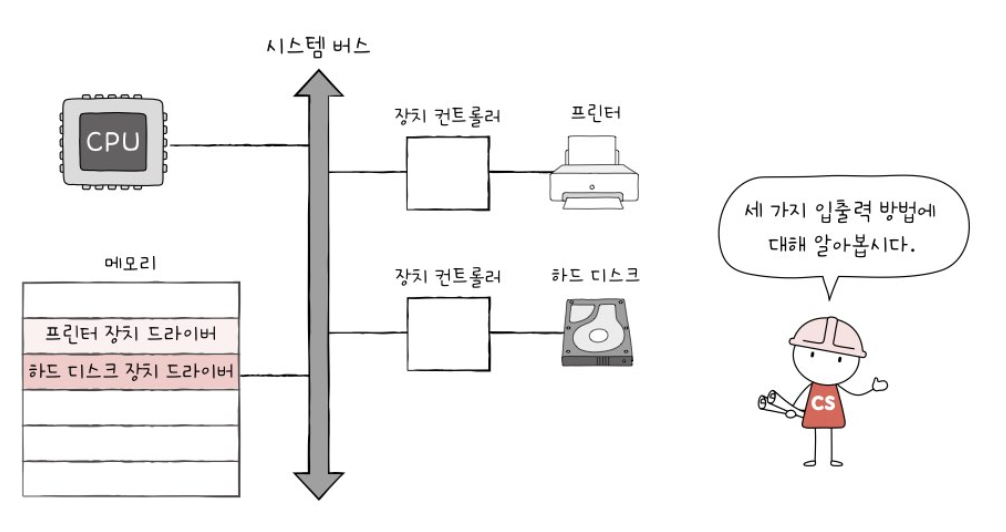 시스템 버스
CPU
장치 컨트롤러
프린터
세 가지 입출력 방법에
대해 알아봅시다.
메모리
장치 컨트롤러
하드 디스크
프린터 장치 드라이버
하드 디스크 장치 드라이버
CS